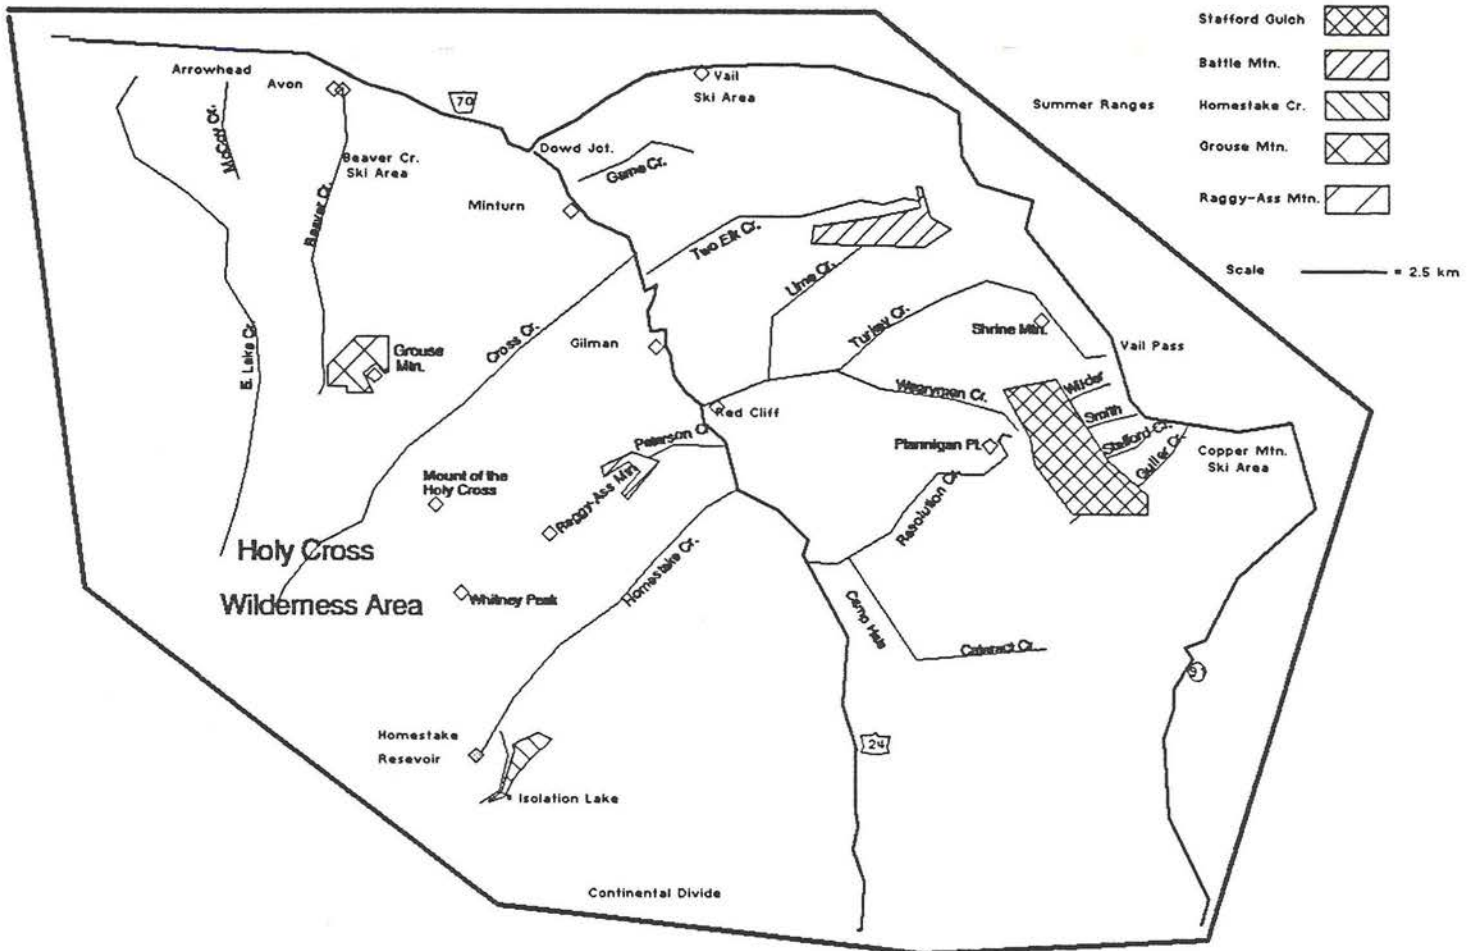 Stafford Gulch
Battle Mtn.
Summer Ranges
Homestake Cr.
Grouse Mtn.
Raggy-Ass Mtn.
Scale = 2.5 km
Arrowhead
Avon
70
Vail
Ski Area
McCoy Cr.
Beaver Cr.
Ski Area
Dowd Jct.
Game Cr.
Beaver Cr.
Minturn
Two Elk Cr.
Lime Cr.
Turkey Cr.
Shrine Mtn.
Vail Pass
E. Lake Cr.
Grouse
Mtn.
Cross Cr.
Gilman
Wearyman Cr.
Wilder
Smith
Stafford Cr.
Guller Cr.
Copper Mtn.
Ski Area
Red Cliff
Peterson Cr.
Ptarmigan Pt.
Mount of the
Holy Cross
Raggy-Ass Mtn.
Resolution Cr.
Holy Cross
Wilderness Area
Whitney Peak
Homestake Cr.
Camp Hale
Cataract Cr.
91
Homestake
Resevoir
24
Isolation Lake
Continental Divide